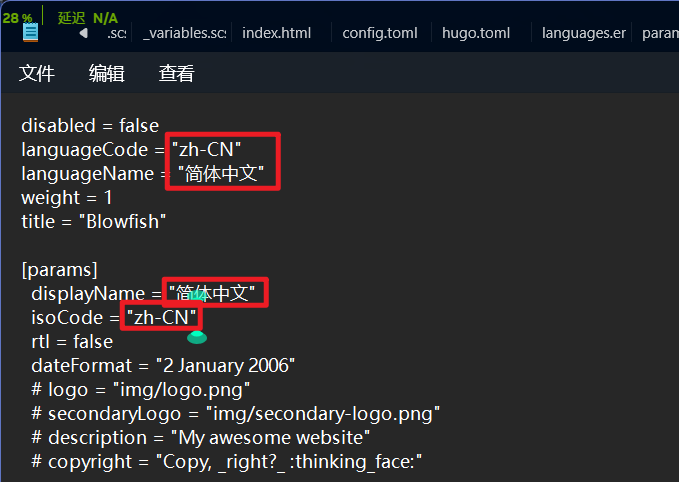 28 % 延迟 N/A
.scs _variables.scs index.html config.toml hugo.toml languages.er param
文件 编辑 查看
disabled = false
languageCode = "zh-CN"
languageName = "简体中文"
weight = 1
title = "Blowfish"
[params]
displayName = "简体中文"
isoCode = "zh-CN"
rtl = false
dateFormat = "2 January 2006"
# logo = "img/logo.png"
# secondaryLogo = "img/secondary-logo.png"
# description = "My awesome website"
# copyright = "Copy, _right?_ :thinking_face:"